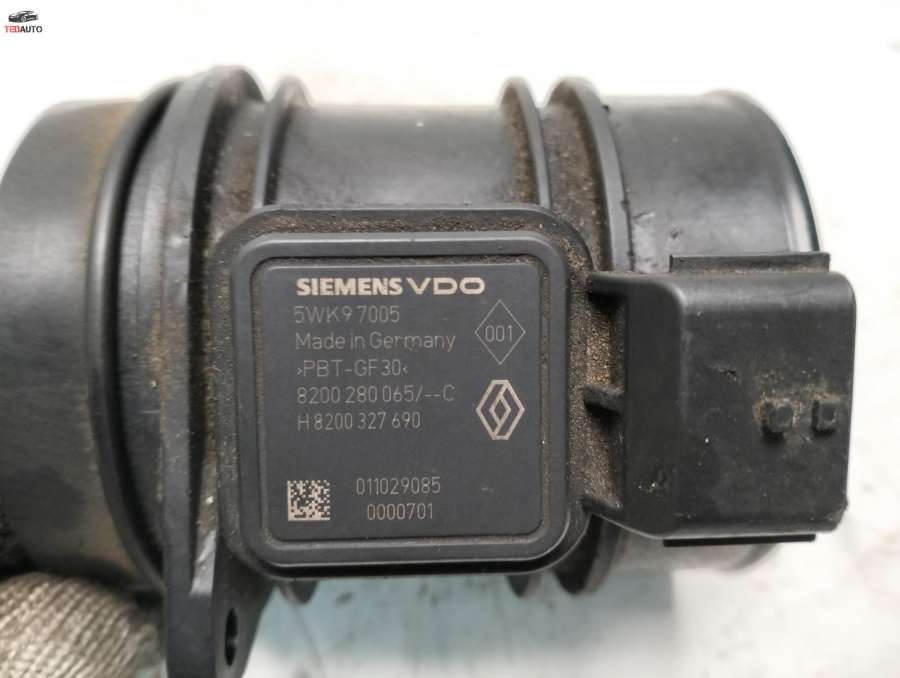 TEDAUTO
SIEMENS VDO
5WK9 7005
001
Made in Germany
›PBT-GF30‹
8200 280 065/--C
H 8200 327 690
011029085
0000701